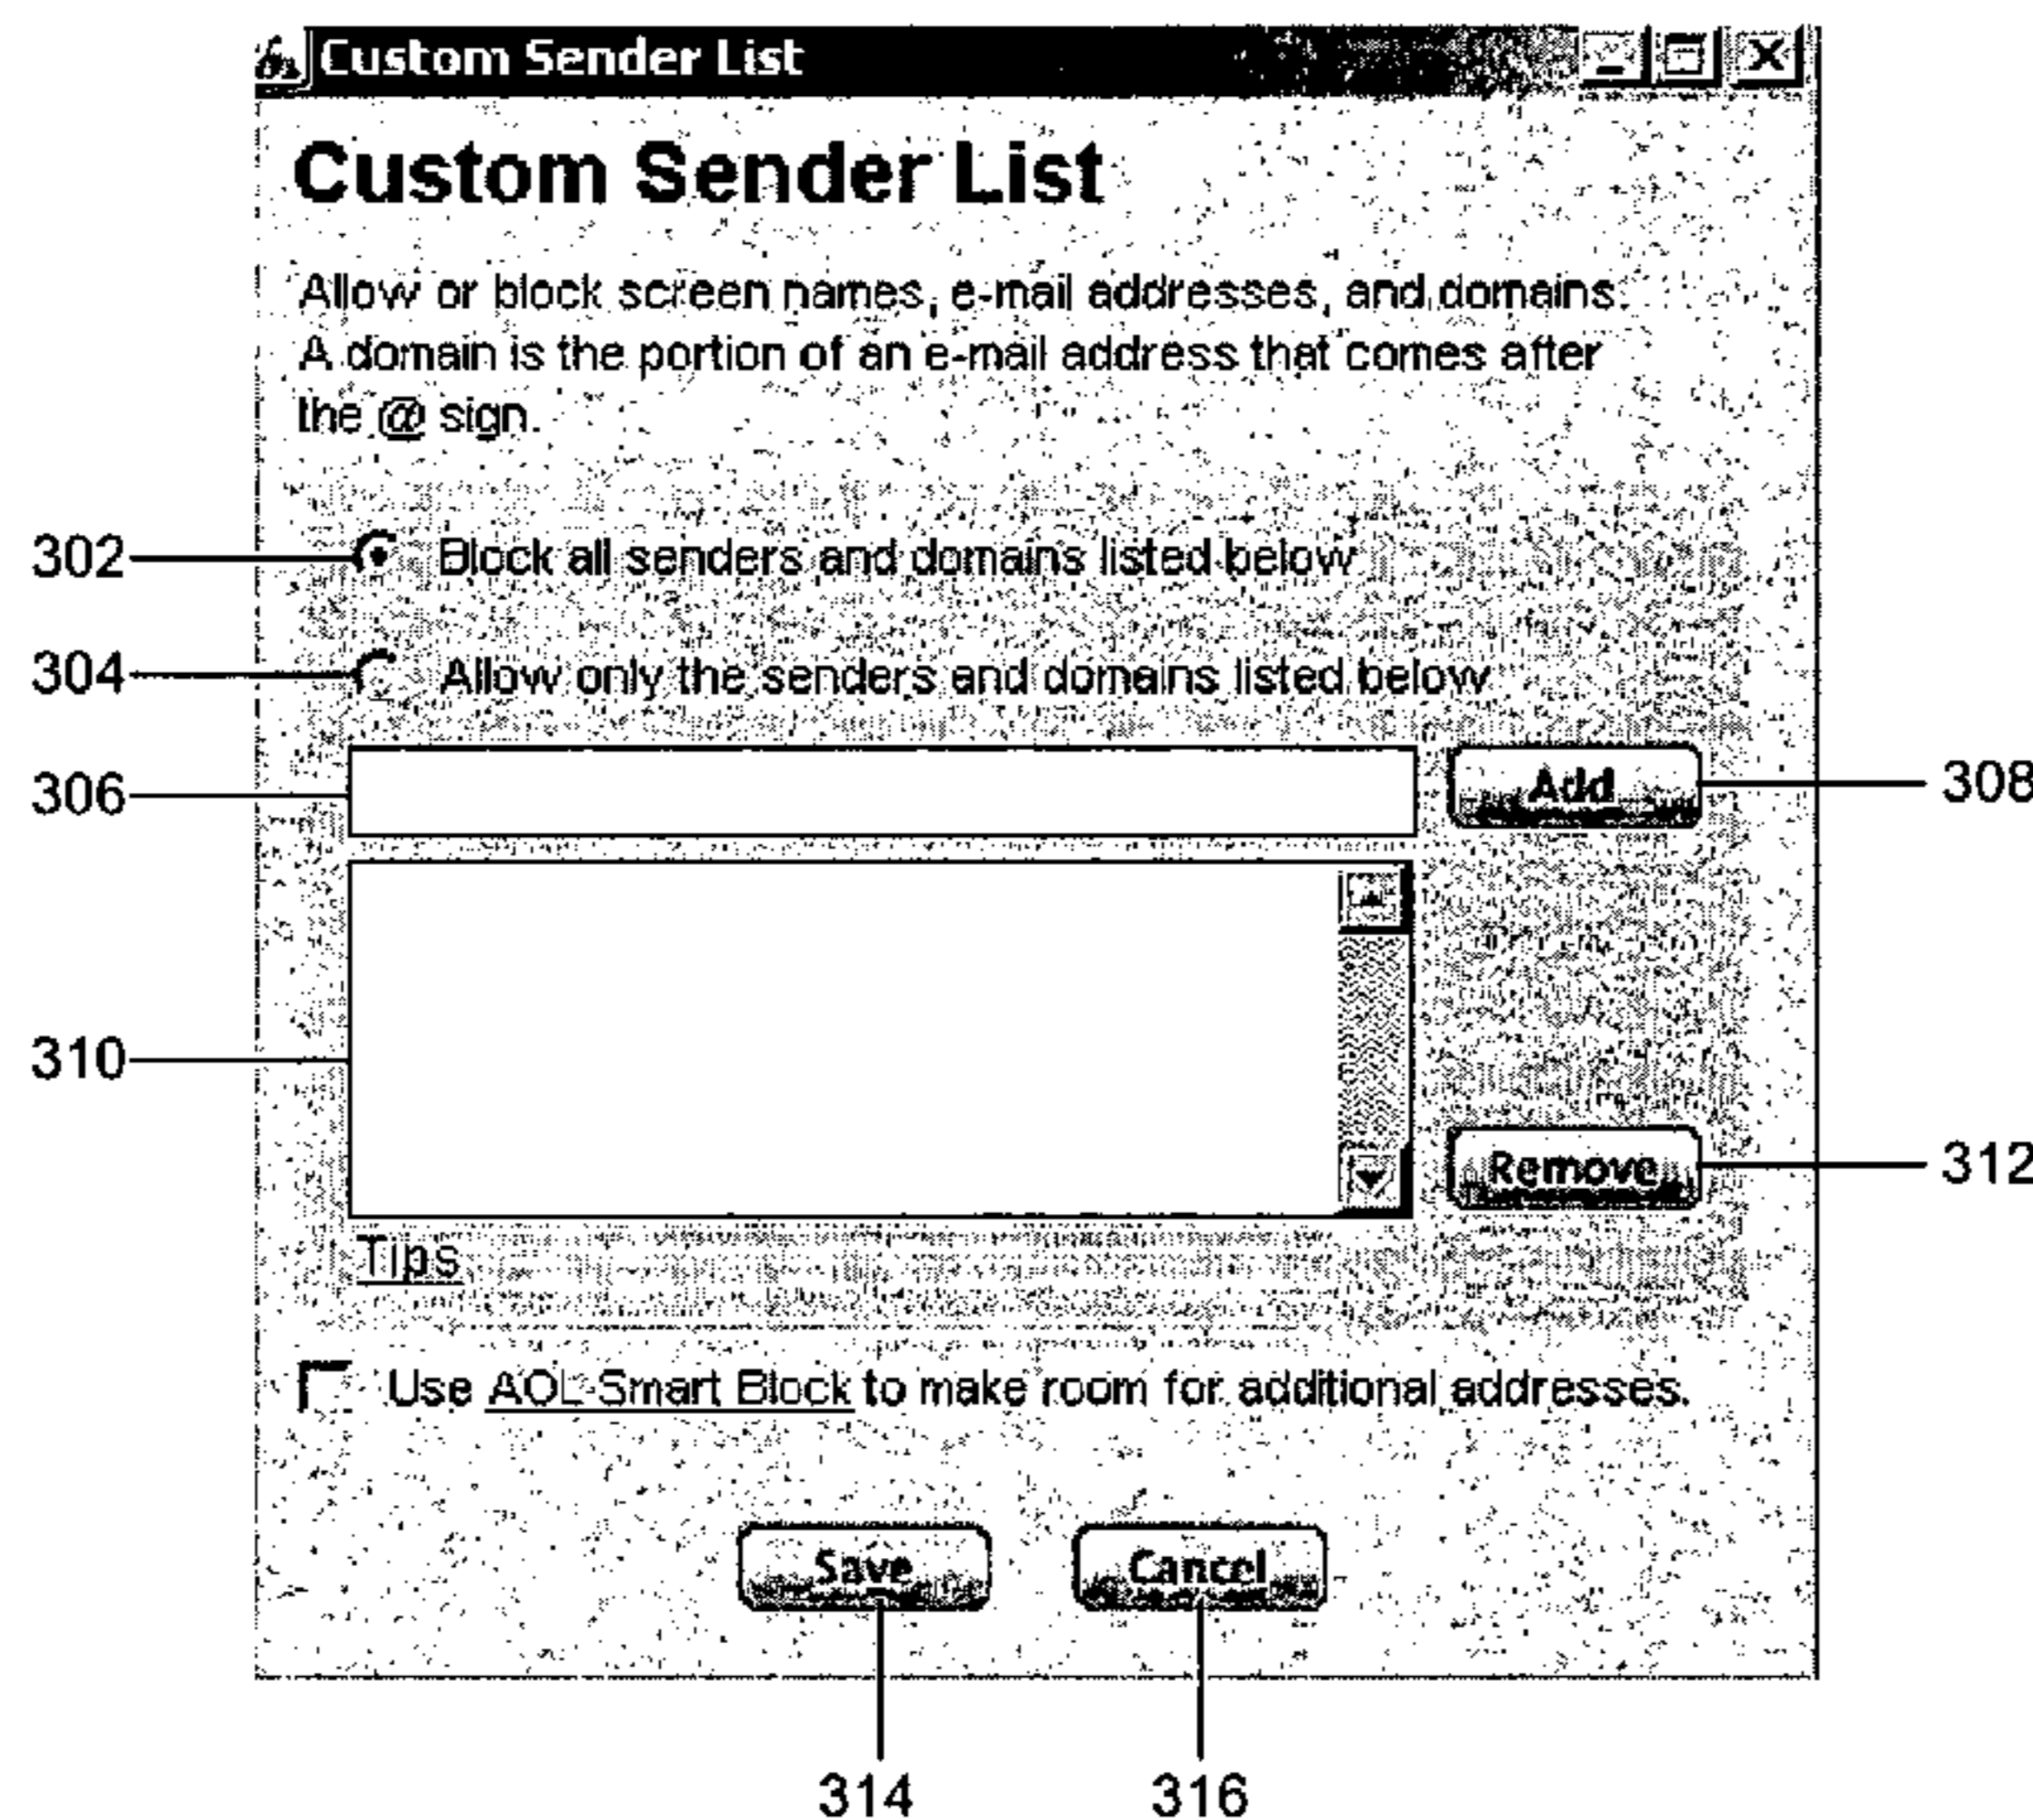 Custom Sender List
Custom Sender List
Allow or block screen names, e-mail addresses, and domains.
A domain is the portion of an e-mail address that comes after
the @ sign.
302
Block all senders and domains listed below
304
Allow only the senders and domains listed below
306
Add
308
310
Remove
312
Tips
Use AOL Smart Block to make room for additional addresses.
Save
Cancel
314
316